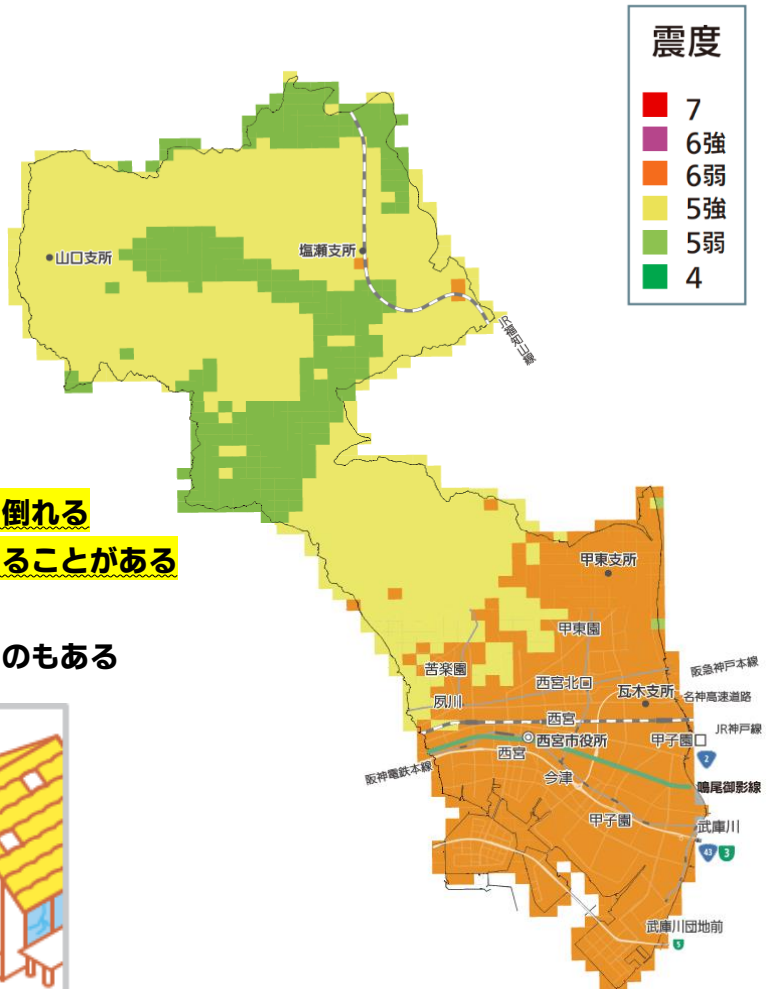 震度
7
6強
6弱
5強
5弱
4
山口支所
塩瀬支所
JR福知山線
倒れる
ることがある
のもある
甲東支所
甲東園
苦楽園
阪急神戸本線
西宮北口
瓦木支所
名神高速道路
夙川
西宮
JR神戸線
西宮市役所
甲子園口
2
西宮
阪神電鉄本線
今津
鳴尾御影線
甲子園
武庫川
43
3
武庫川団地前
5